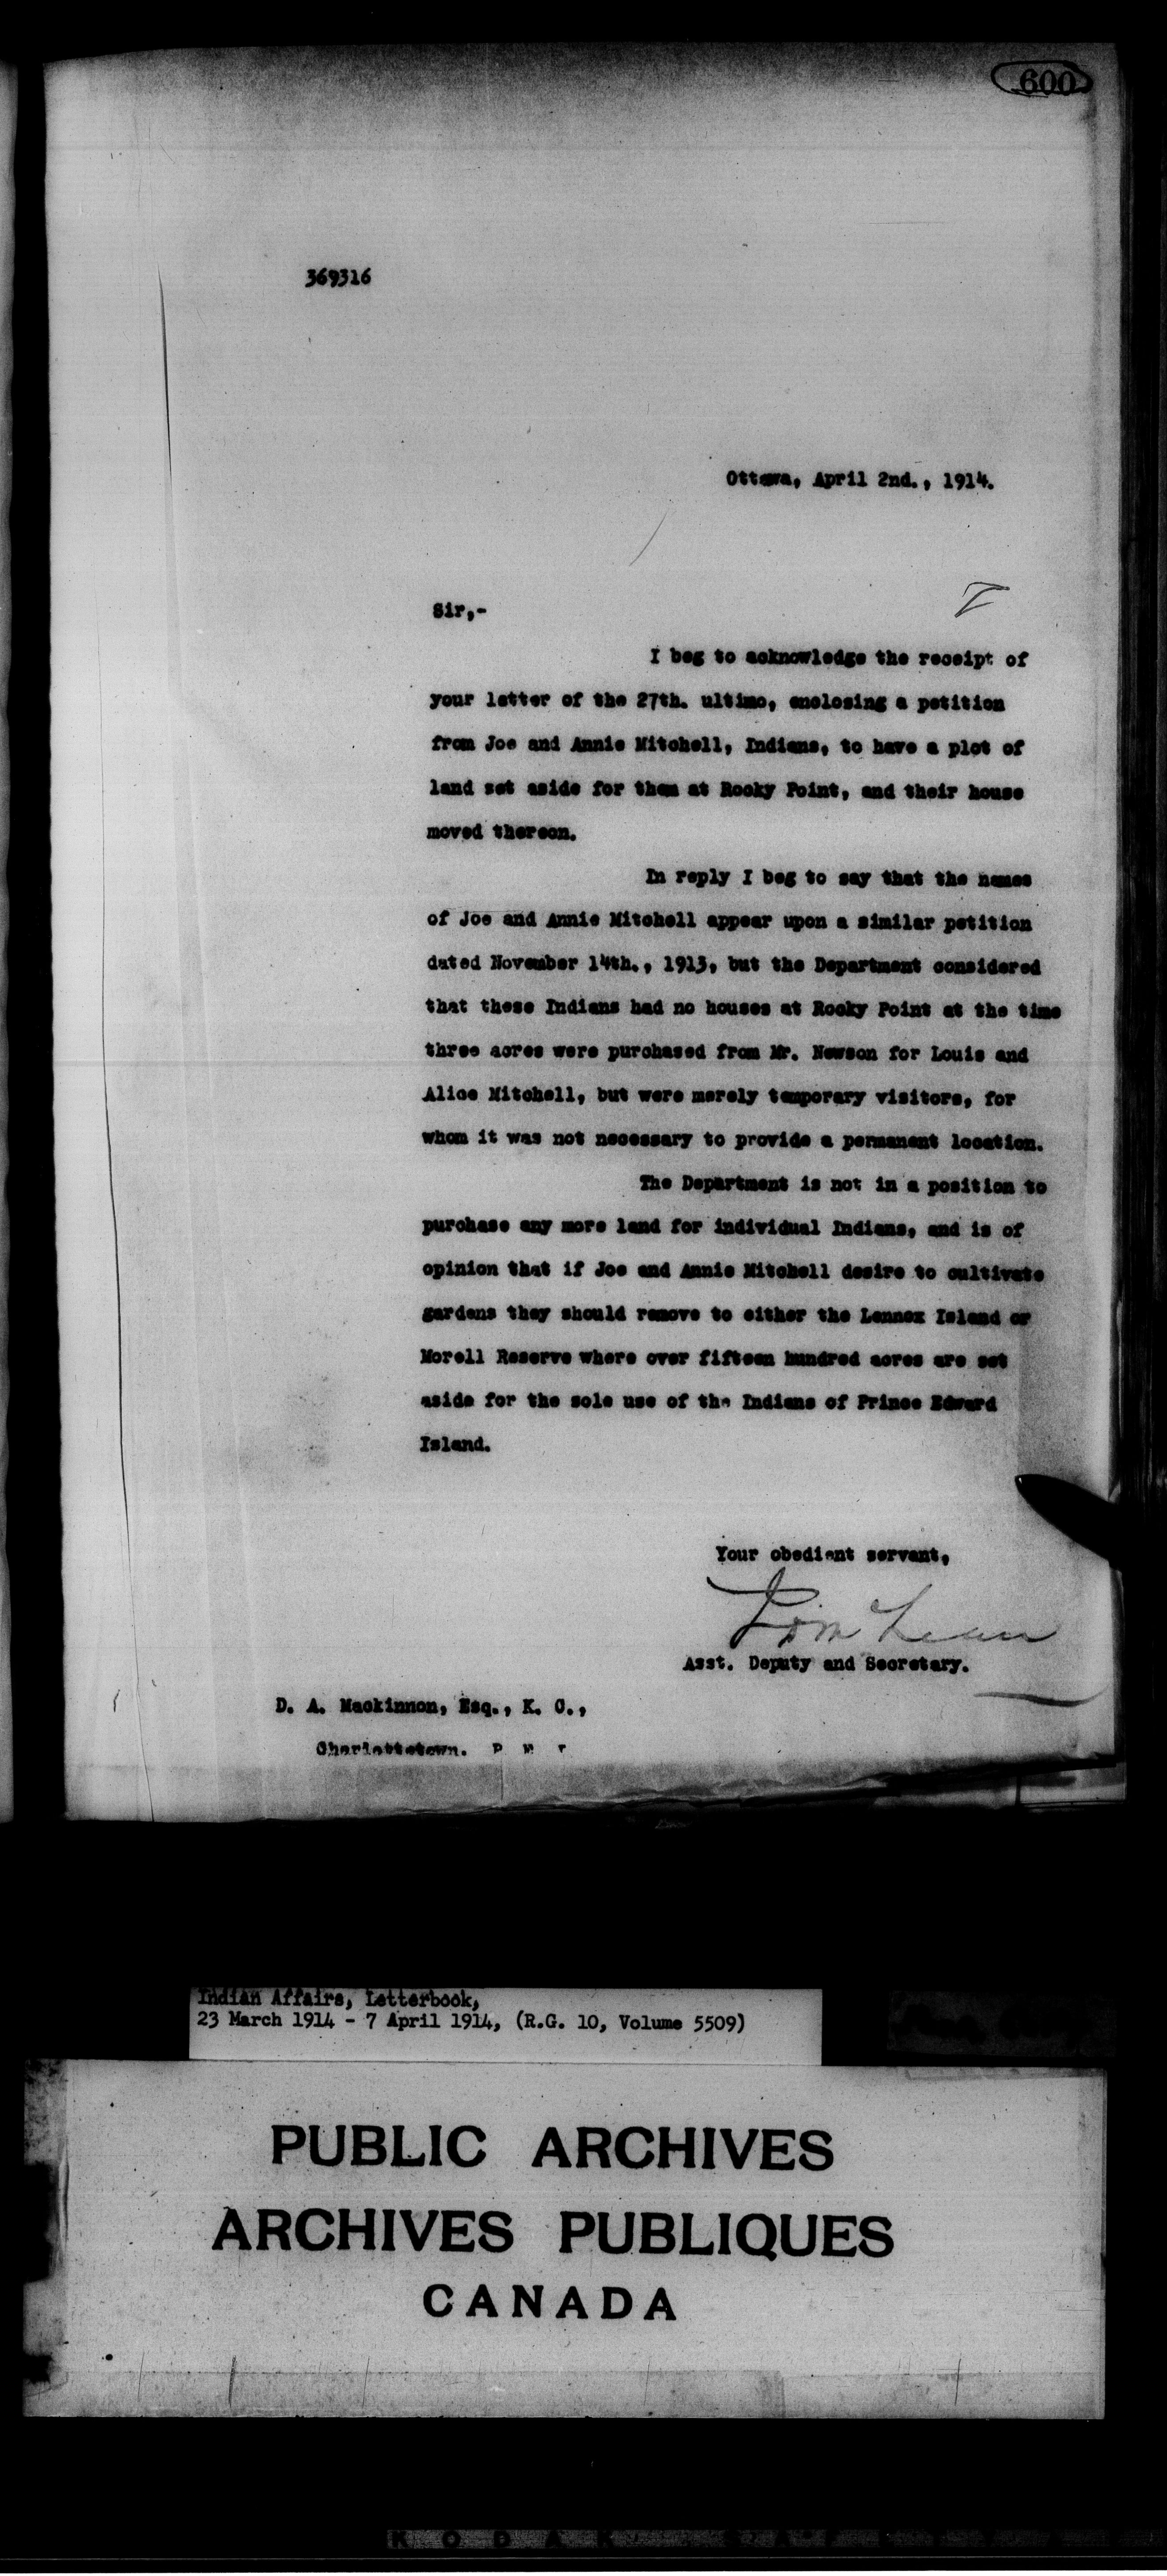 600
369316
Ottawa, April 2nd., 1914.
Sir,-
I beg to acknowledge the receipt of
your letter of the 27th. ultimo, enclosing a petition
from Joe and Annie Mitchell, Indians, to have a plot of
land set aside for them at Rocky Point, and their house
moved thereon.
In reply I beg to say that the names
of Joe and Annie Mitchell appear upon a similar petition
dated November 14th., 1913, but the Department considered
that these Indians had no houses at Rocky Point at the time
three acres were purchased from Mr. Newson for Louis and
Alice Mitchell, but were merely temporary visitors, for
whom it was not necessary to provide a permanent location.
The Department is not in a position to
purchase any more land for individual Indians, and is of
opinion that if Joe and Annie Mitchell desire to cultivate
gardens they should remove to either the Lennox Island or
Morell Reserve where over fifteen hundred acres are set
aside for the sole use of the Indians of Prince Edward
Island.
Your obedient servant,
Asst. Deputy and Secretary.
D. A. Mackinnon, Esq., K. C.,
Charlottetown.
Indian Affairs, Letterbook,
23 March 1914 - 7 April 1914, (R.G. 10, Volume 5509)
PUBLIC ARCHIVES
ARCHIVES PUBLIQUES
CANADA